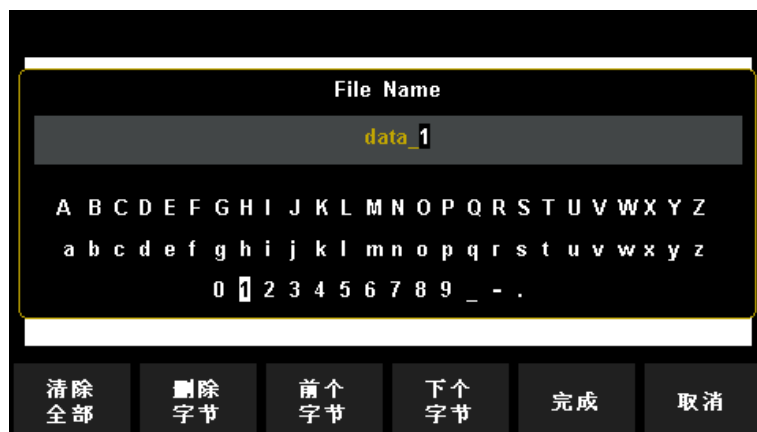 File Name
data_1
A B C D E F G H I J K L M N O P Q R S T U V W X Y Z
a b c d e f g h i j k l m n o p q r s t u v w x y z
0 1 2 3 4 5 6 7 8 9 _ - .
清除 删除 前个 下个 完成 取消
全部 字节 字节 字节